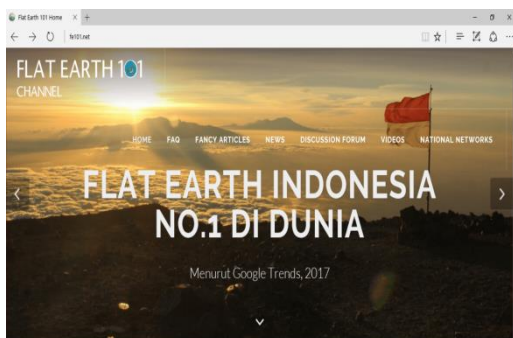 Flat Earth 101 Home
fe101.net
FLAT EARTH 101
CHANNEL
HOME FAQ FANCY ARTICLES NEWS DISCUSSION FORUM VIDEOS NATIONAL NETWORKS
FLAT EARTH INDONESIA
NO.1 DI DUNIA
Menurut Google Trends, 2017